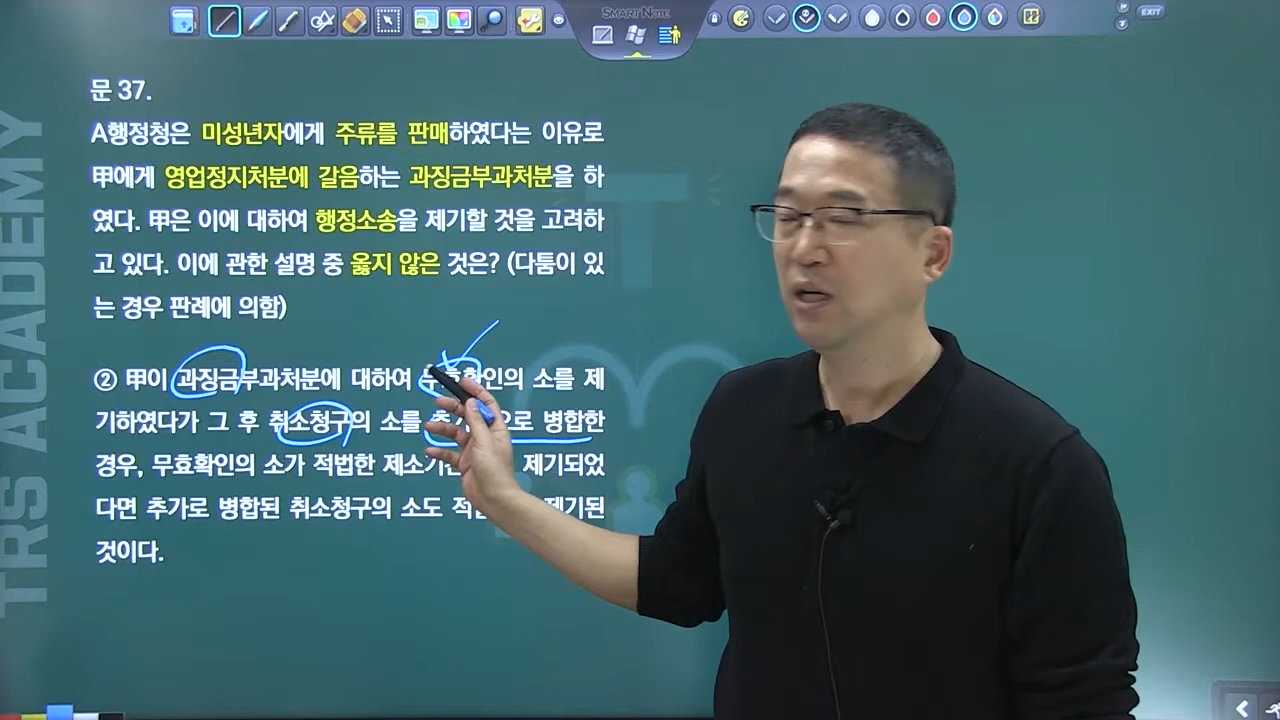 SMART NOTE
EXIT
TRS ACADEMY
문 37.
A행정청은 미성년자에게 주류를 판매하였다는 이유로
甲에게 영업정지처분에 갈음하는 과징금부과처분을 하
였다. 甲은 이에 대하여 행정소송을 제기할 것을 고려하
고 있다. 이에 관한 설명 중 옳지 않은 것은? (다툼이 있
는 경우 판례에 의함)
② 甲이 과징금부과처분에 대하여 무효확인의 소를 제
기하였다가 그 후 취소청구의 소를 병합한
경우, 무효확인의 소가 적법한 제소기간 제기되었
다면 추가로 병합된 취소청구의 소도 제기된
것이다.